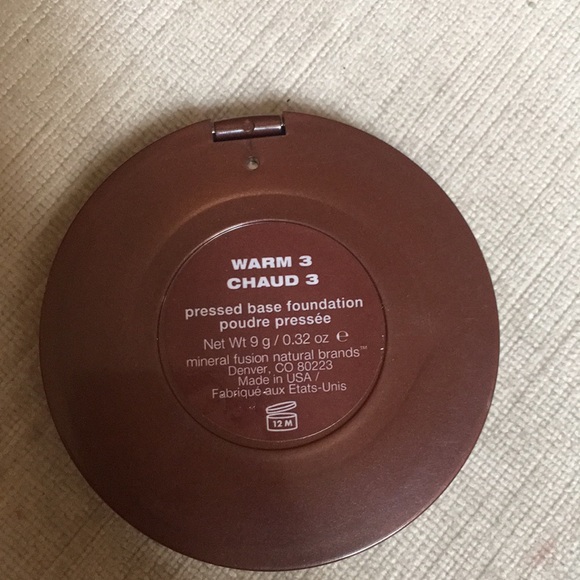 WARM 3
CHAUD 3
pressed base foundation
poudre pressée
Net Wt 9 g / 0.32 oz ℮
mineral fusion natural brands™
Denver, CO 80223
Made in USA /
Fabriqué aux Etats-Unis
12 M